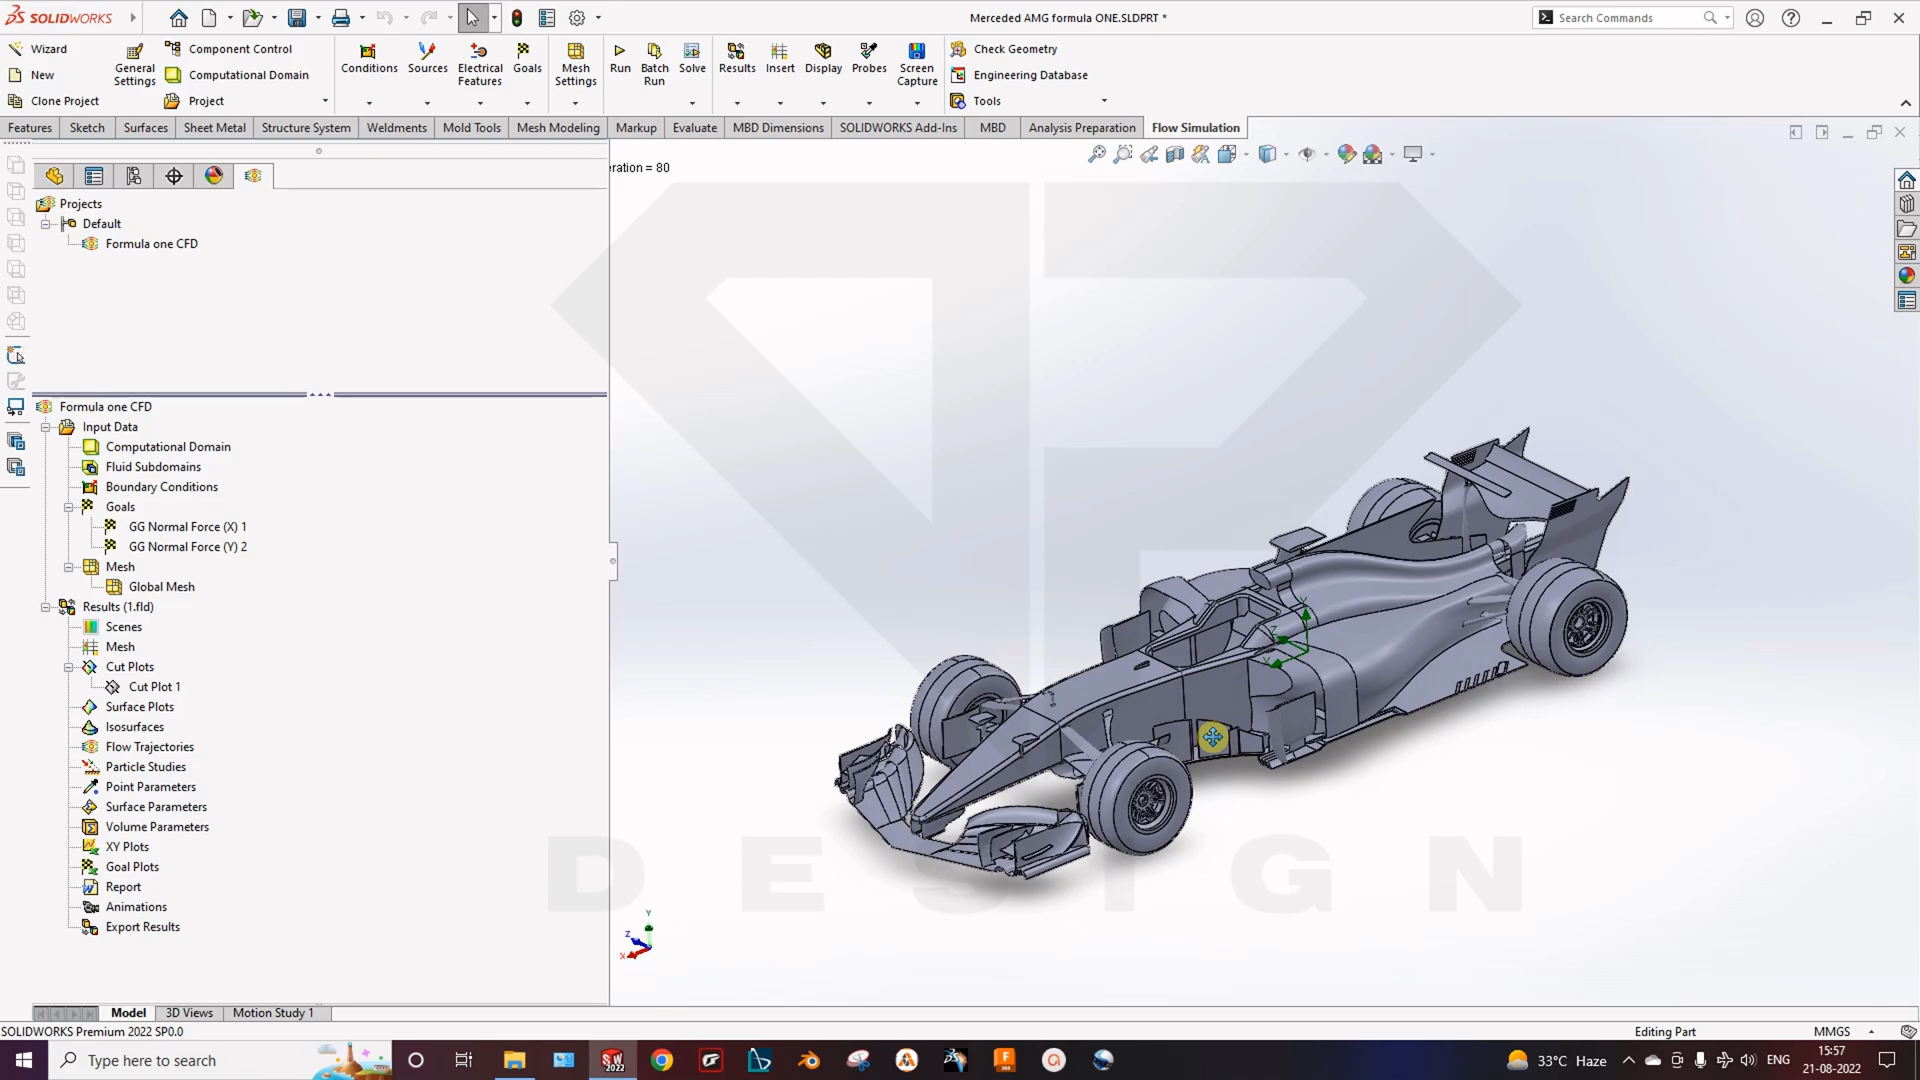 SOLIDWORKS
Merceded AMG formula ONE.SLDPRT *
Search Commands
Wizard
New
Clone Project
General Settings
Component Control
Computational Domain
Project
Conditions
Sources
Electrical Features
Goals
Mesh Settings
Run
Batch Run
Solve
Results
Insert
Display
Probes
Screen Capture
Check Geometry
Engineering Database
Tools
Features
Sketch
Surfaces
Sheet Metal
Structure System
Weldments
Mold Tools
Mesh Modeling
Markup
Evaluate
MBD Dimensions
SOLIDWORKS Add-Ins
MBD
Analysis Preparation
Flow Simulation
eration = 80
Projects
Default
Formula one CFD
Formula one CFD
Input Data
Computational Domain
Fluid Subdomains
Boundary Conditions
Goals
GG Normal Force (X) 1
GG Normal Force (Y) 2
Mesh
Global Mesh
Results (1.fld)
Scenes
Mesh
Cut Plots
Cut Plot 1
Surface Plots
Isosurfaces
Flow Trajectories
Particle Studies
Point Parameters
Surface Parameters
Volume Parameters
XY Plots
Goal Plots
Report
Animations
Export Results
Y
Z
X
Y
Z
X
DESIGN
Model
3D Views
Motion Study 1
SOLIDWORKS Premium 2022 SP0.0
Editing Part
MMGS
Type here to search
SW 2022
33°C Haze
ENG
15:57
21-08-2022